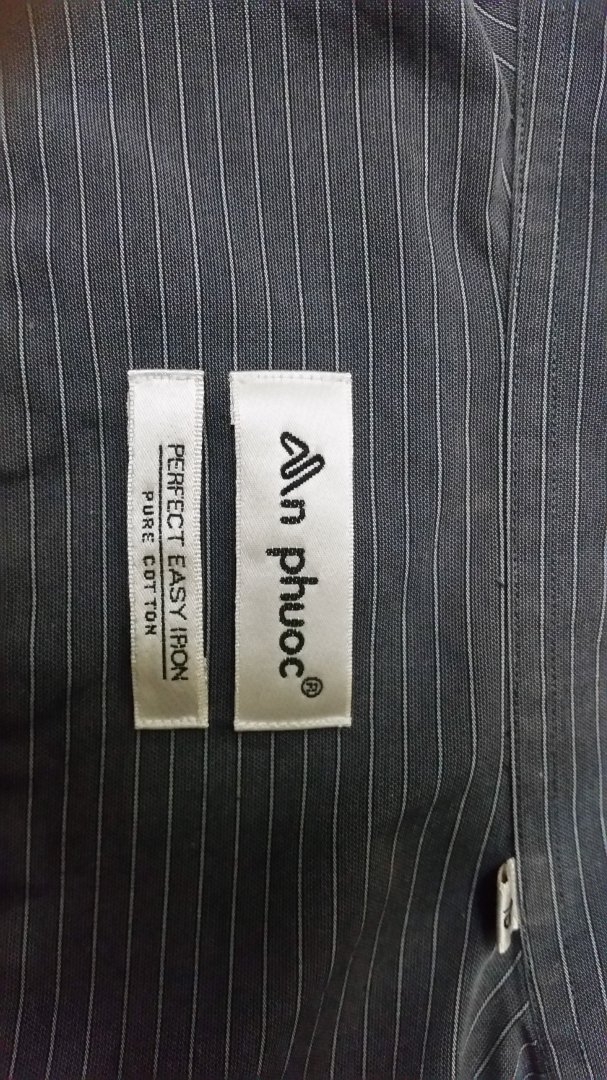 An phuoc®
PERFECT EASY IRON
PURE COTTON